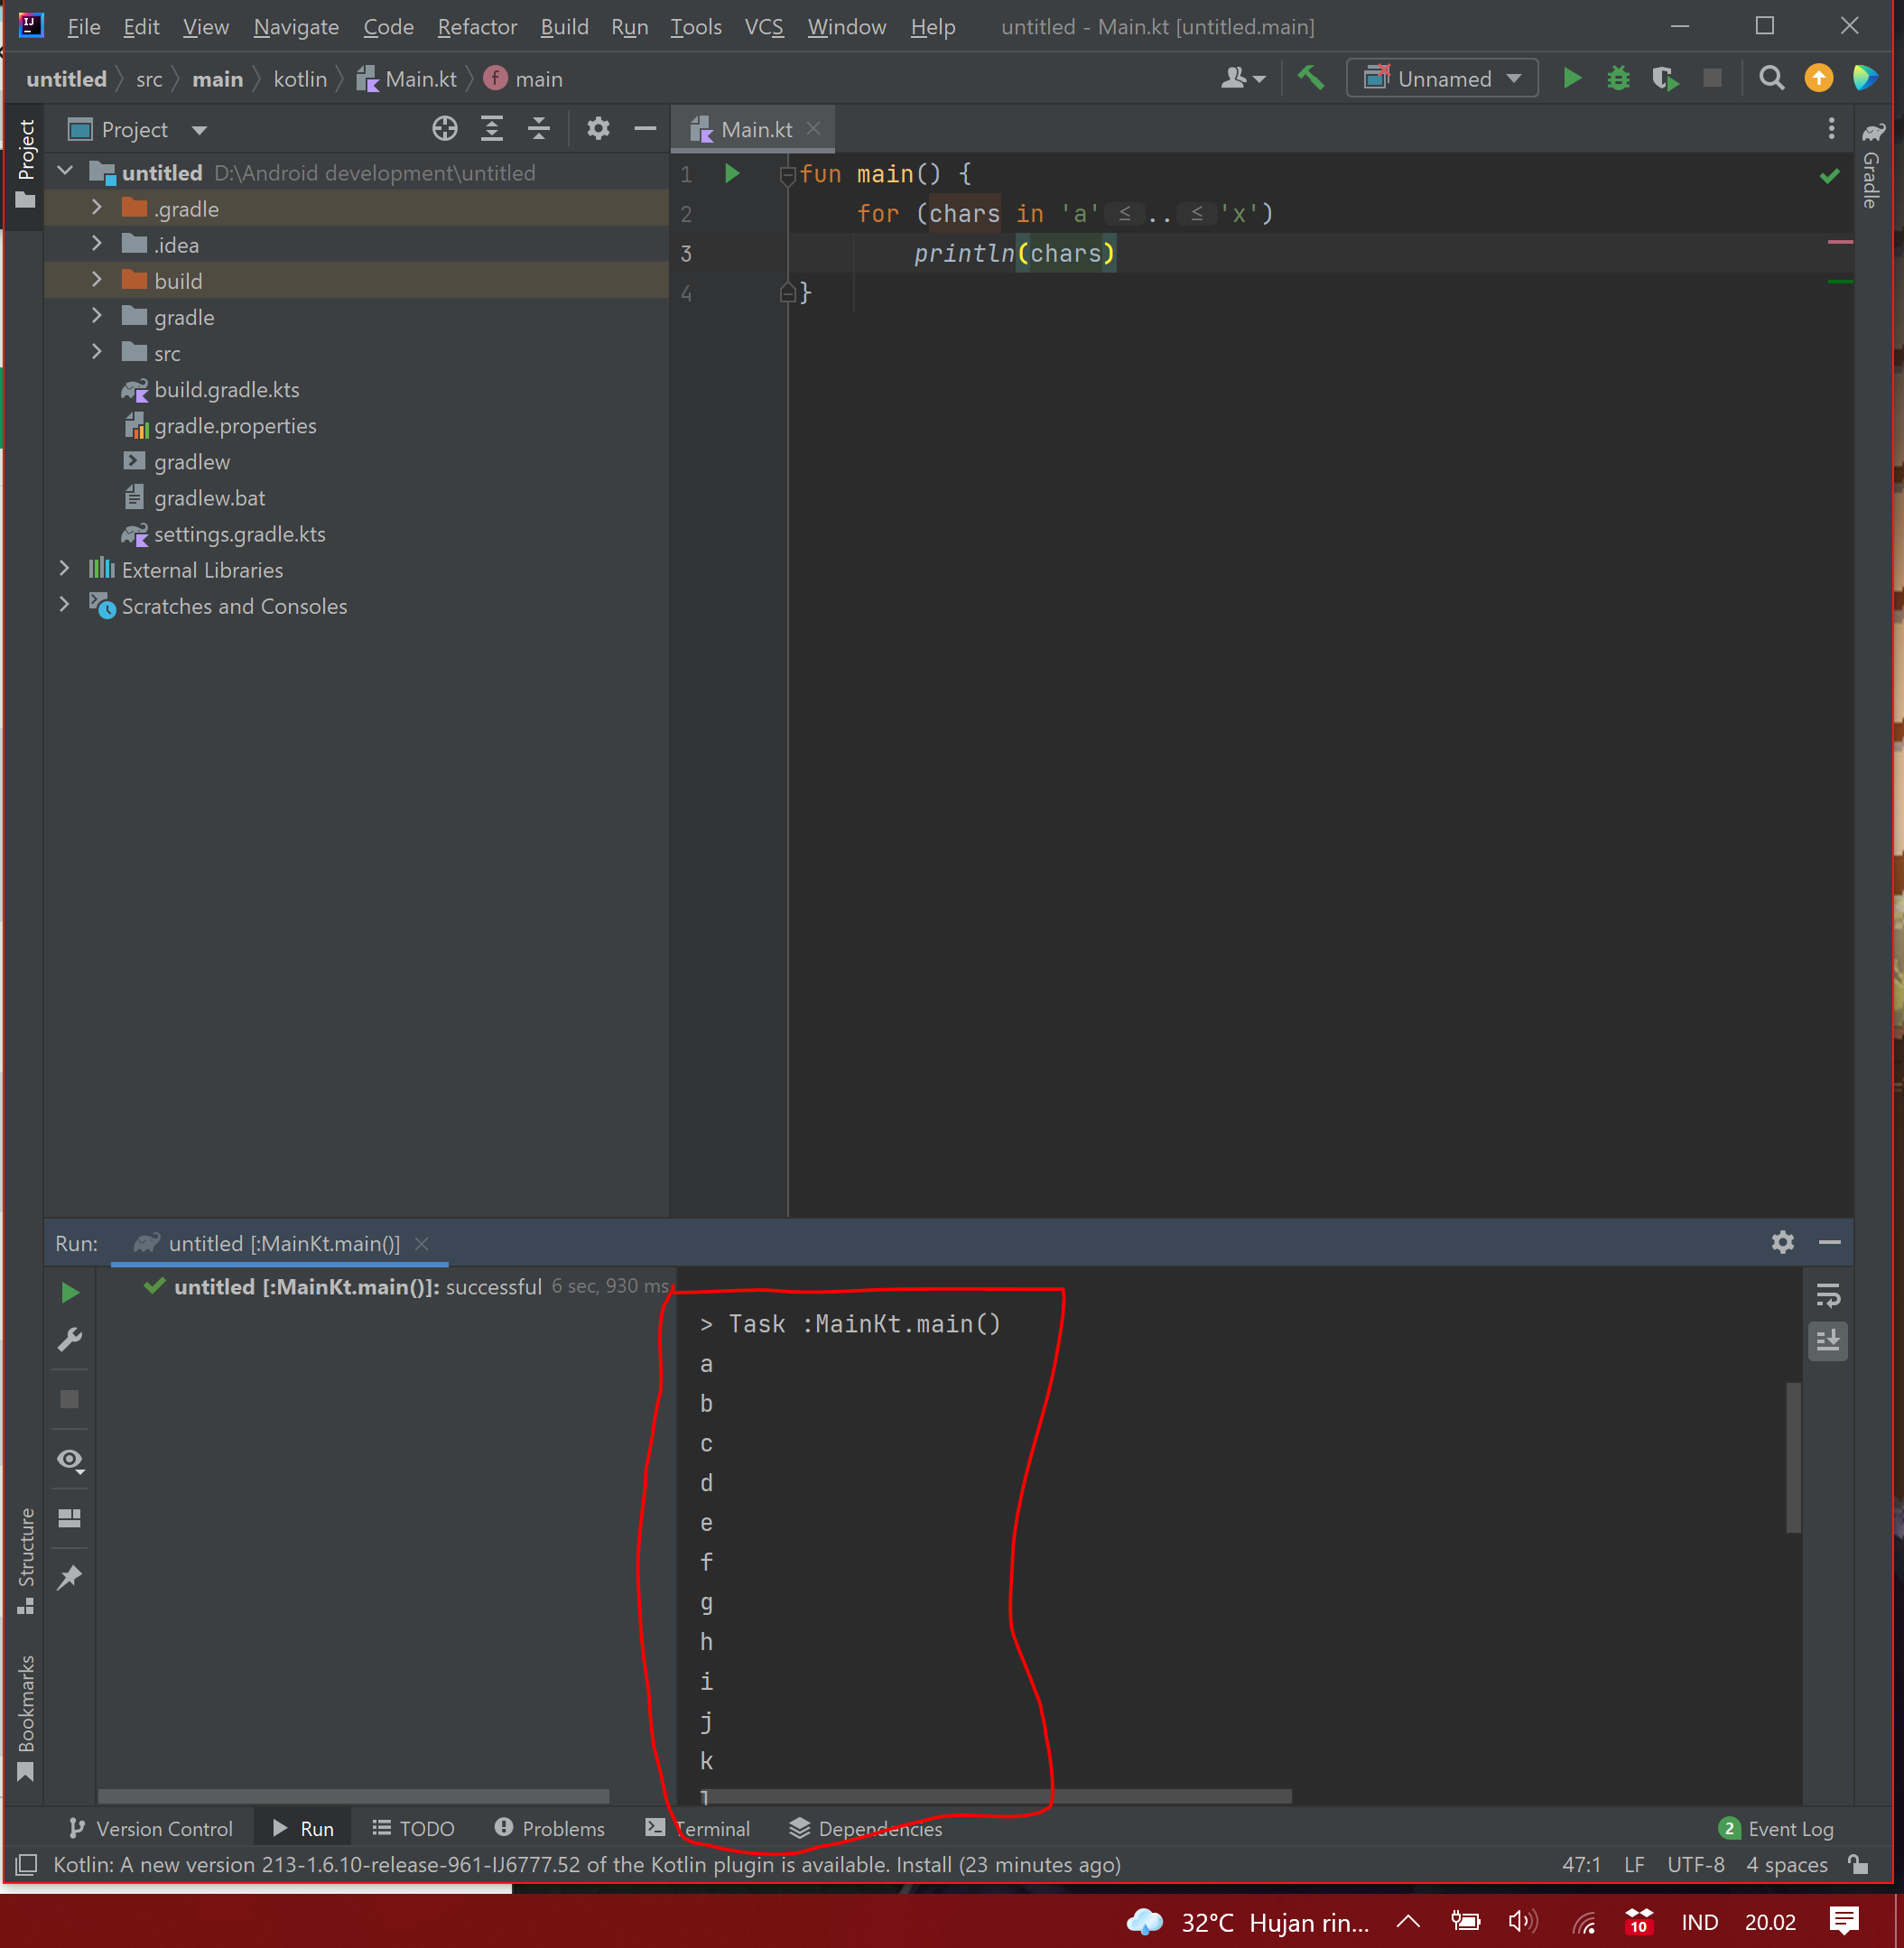 File Edit View Navigate Code Refactor Build Run Tools VCS Window Help untitled - Main.kt [untitled.main]
untitled src main kotlin Main.kt f main Unnamed
Project
Project
Main.kt
Gradle
untitled D:\Android development\untitled
.gradle
.idea
build
gradle
src
build.gradle.kts
gradle.properties
gradlew
gradlew.bat
settings.gradle.kts
External Libraries
Scratches and Consoles
1 fun main() {
2 for (chars in 'a' ≤ .. ≤ 'x')
3 println(chars)
4 }
Run: untitled [:MainKt.main()]
untitled [:MainKt.main()]: successful 6 sec, 930 ms
> Task :MainKt.main()
a
b
c
d
e
f
g
h
i
j
k
l
Structure
Bookmarks
Version Control Run TODO Problems Terminal Dependencies 2 Event Log
Kotlin: A new version 213-1.6.10-release-961-IJ6777.52 of the Kotlin plugin is available. Install (23 minutes ago) 47:1 LF UTF-8 4 spaces
32°C Hujan rin... 10 IND 20.02